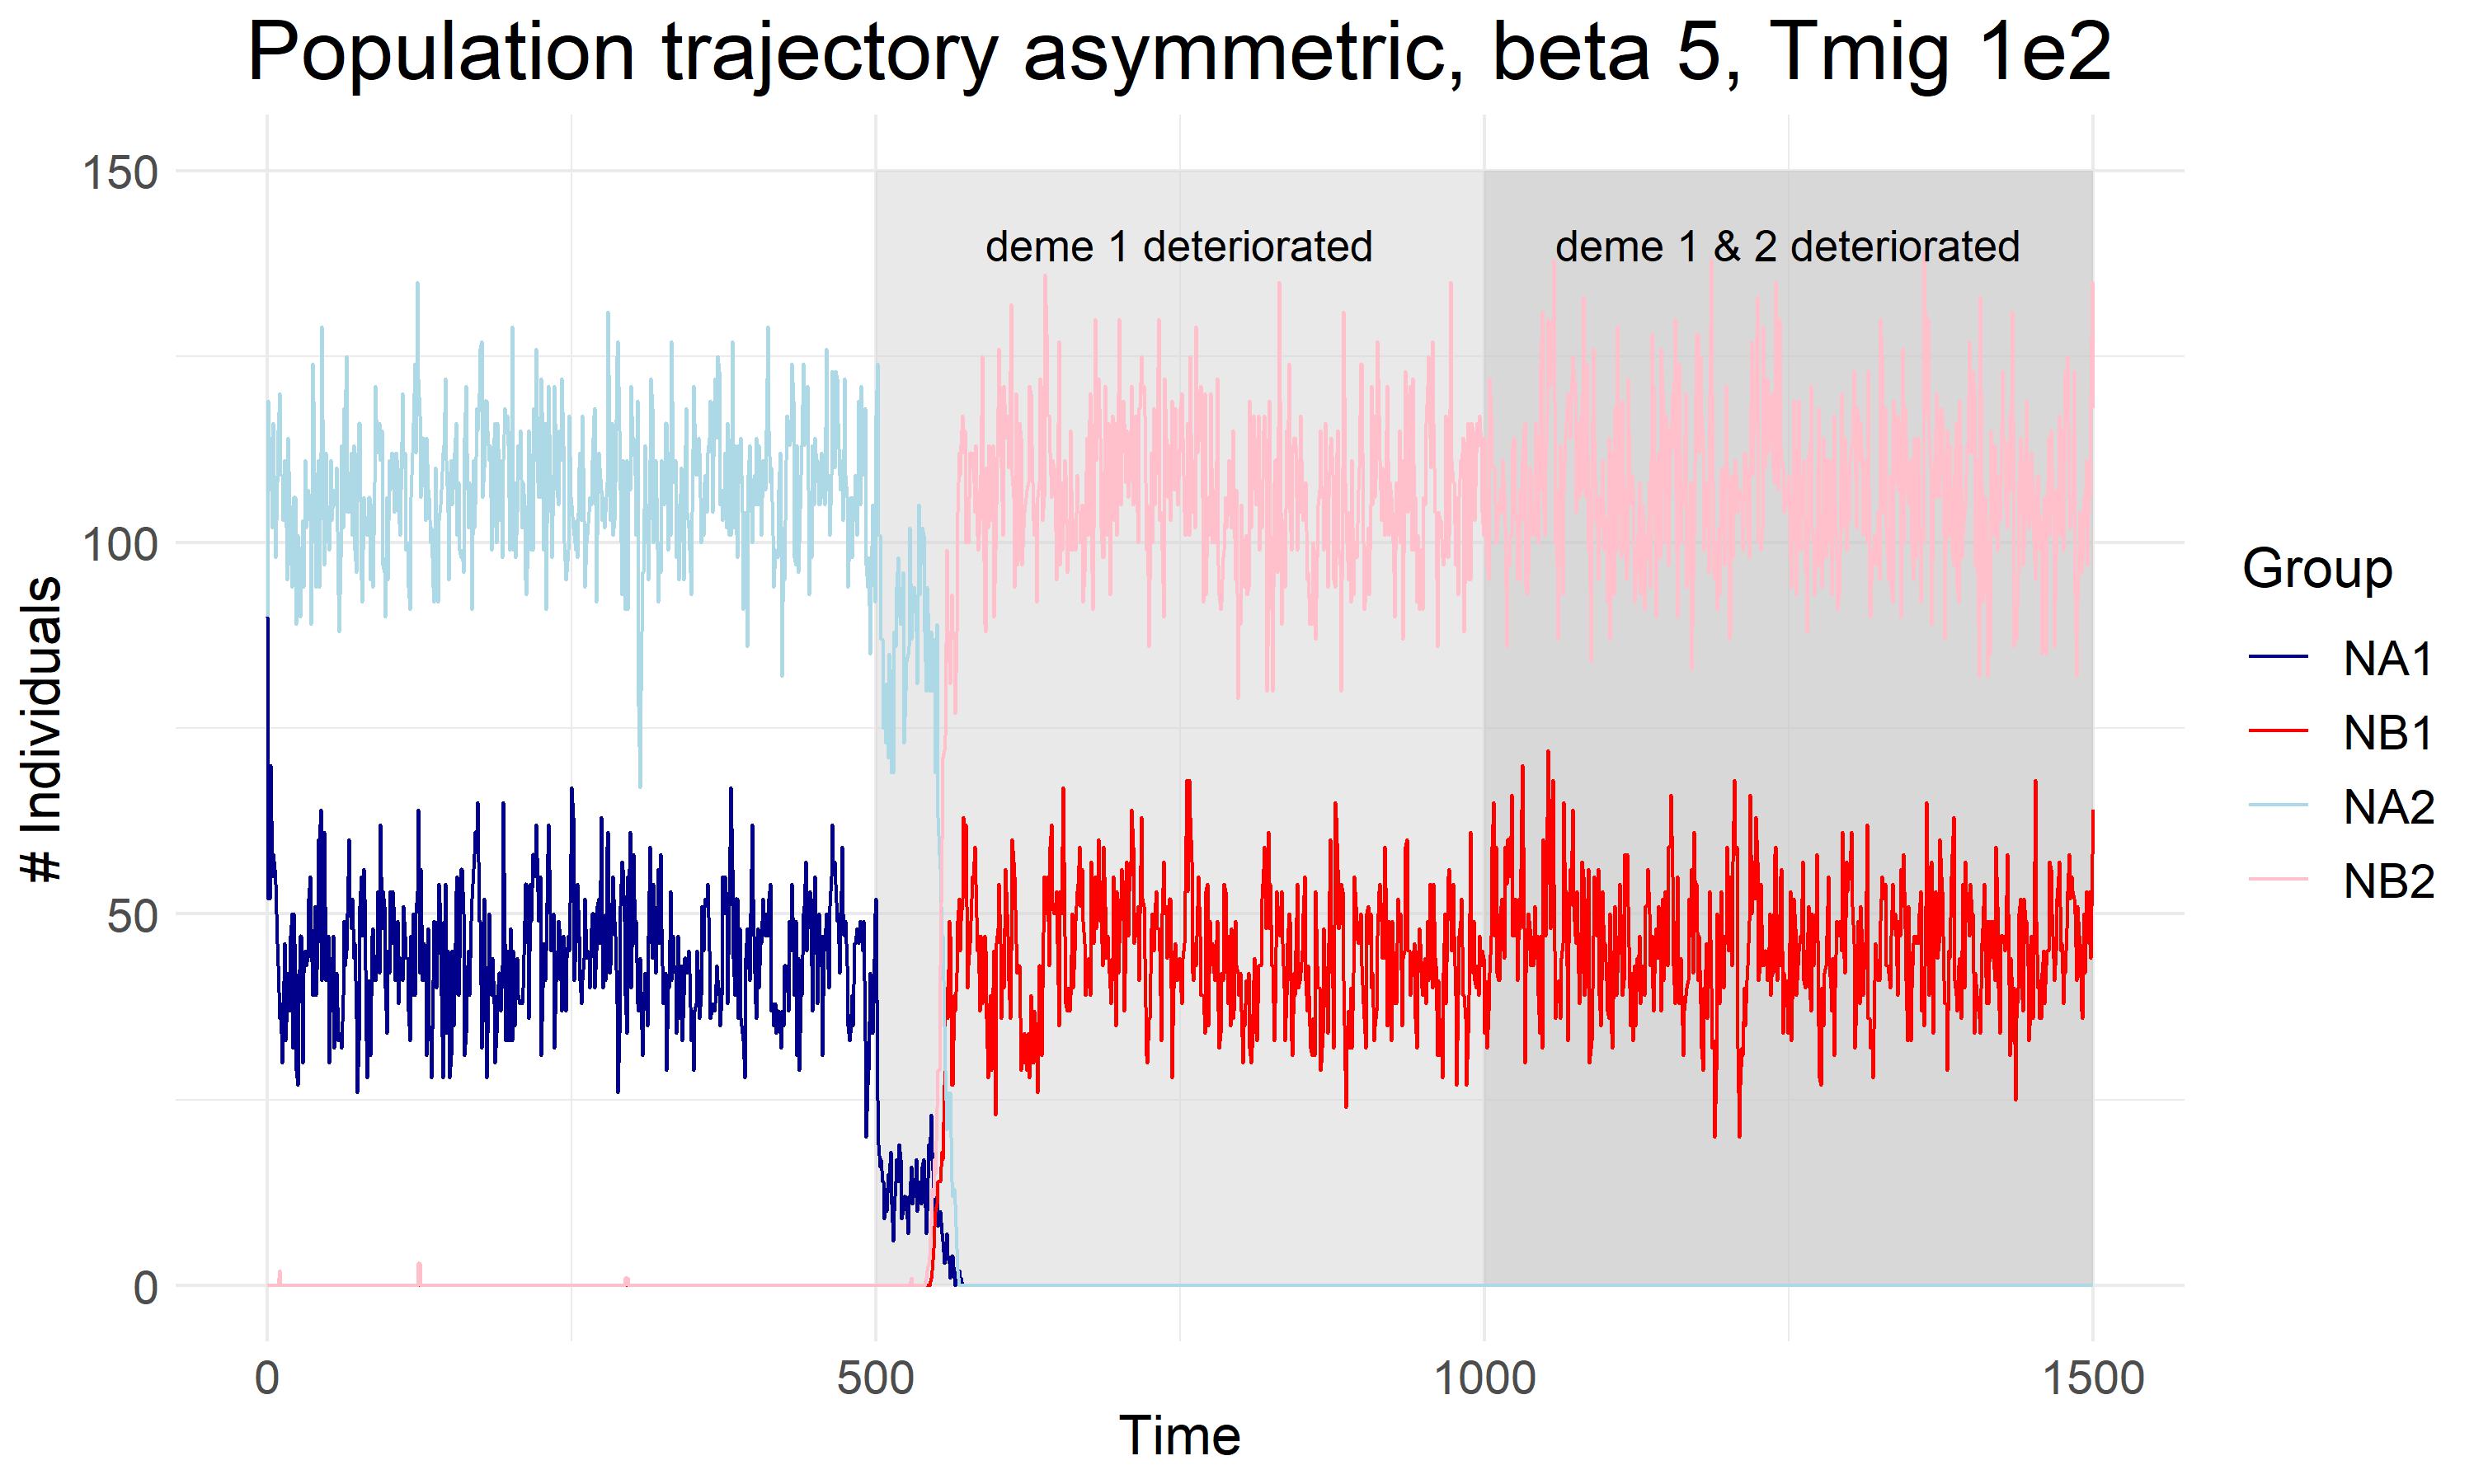 Population trajectory asymmetric, beta 5, Tmig 1e2
150
deme 1 deteriorated
deme 1 & 2 deteriorated
100
# Individuals
50
0
0
500
1000
1500
Time
Group
NA1
NB1
NA2
NB2